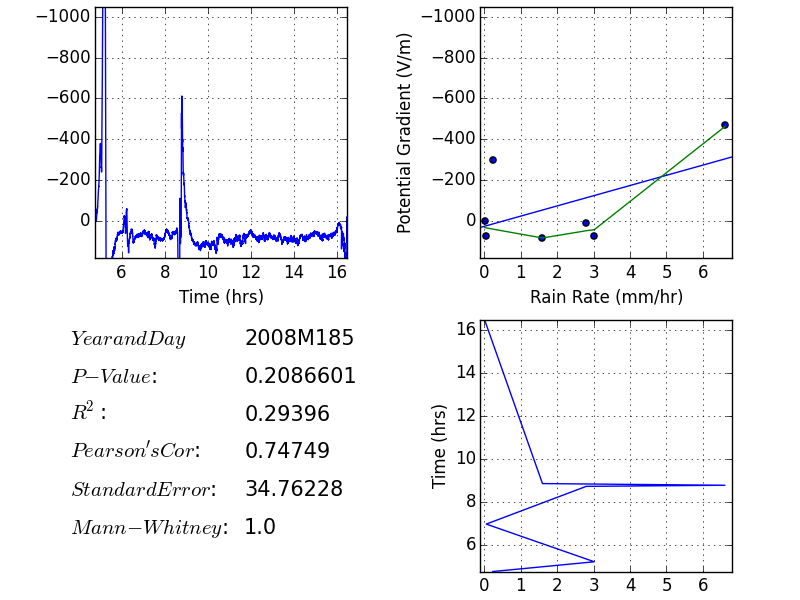 −1000
−800
−600
−400
−200
0
6 8 10 12 14 16
Time (hrs)
Potential Gradient (V/m)
−1000
−800
−600
−400
−200
0
0 1 2 3 4 5 6
Rain Rate (mm/hr)
YearandDay 2008M185
P−Value: 0.2086601
R²: 0.29396
Pearson'sCor: 0.74749
StandardError: 34.76228
Mann−Whitney: 1.0
Time (hrs)
16
14
12
10
8
6
0 1 2 3 4 5 6